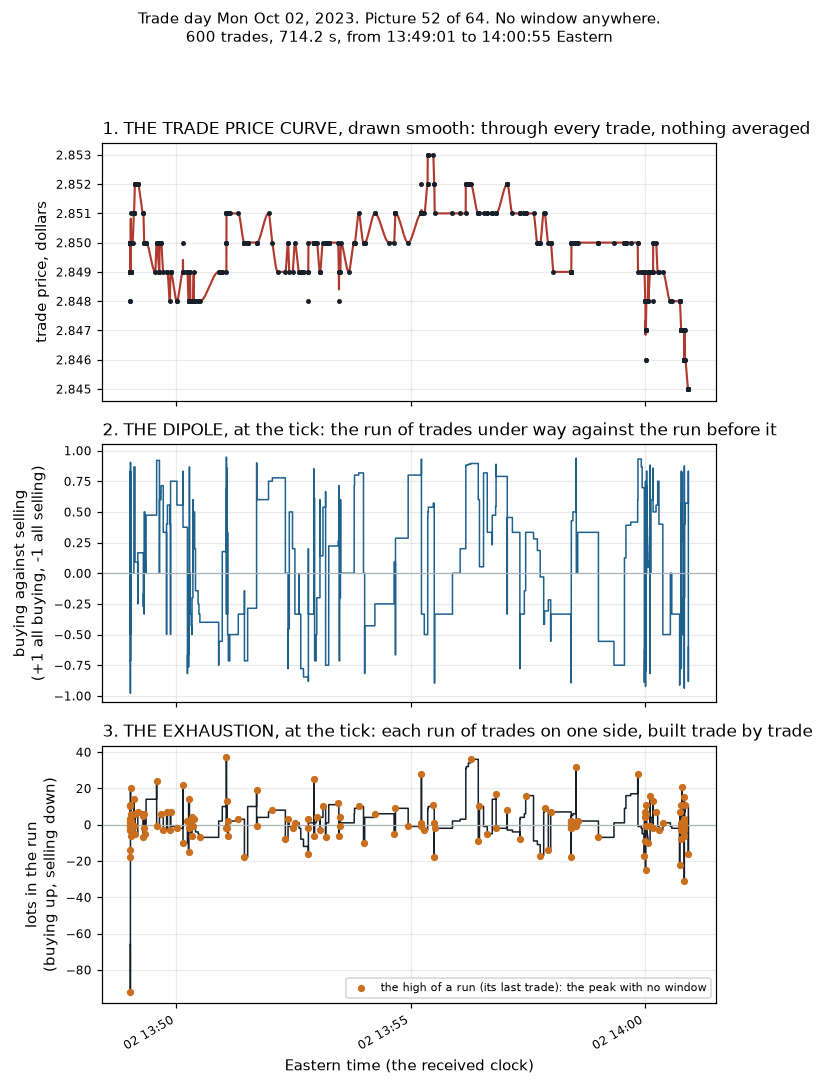 Trade day Mon Oct 02, 2023. Picture 52 of 64. No window anywhere.
600 trades, 714.2 s, from 13:49:01 to 14:00:55 Eastern
1. THE TRADE PRICE CURVE, drawn smooth: through every trade, nothing averaged
trade price, dollars
2.853
2.852
2.851
2.850
2.849
2.848
2.847
2.846
2.845
2. THE DIPOLE, at the tick: the run of trades under way against the run before it
buying against selling
(+1 all buying, -1 all selling)
1.00
0.75
0.50
0.25
0.00
−0.25
−0.50
−0.75
−1.00
3. THE EXHAUSTION, at the tick: each run of trades on one side, built trade by trade
lots in the run
(buying up, selling down)
40
20
0
−20
−40
−60
−80
the high of a run (its last trade): the peak with no window
02 13:50
02 13:55
02 14:00
Eastern time (the received clock)